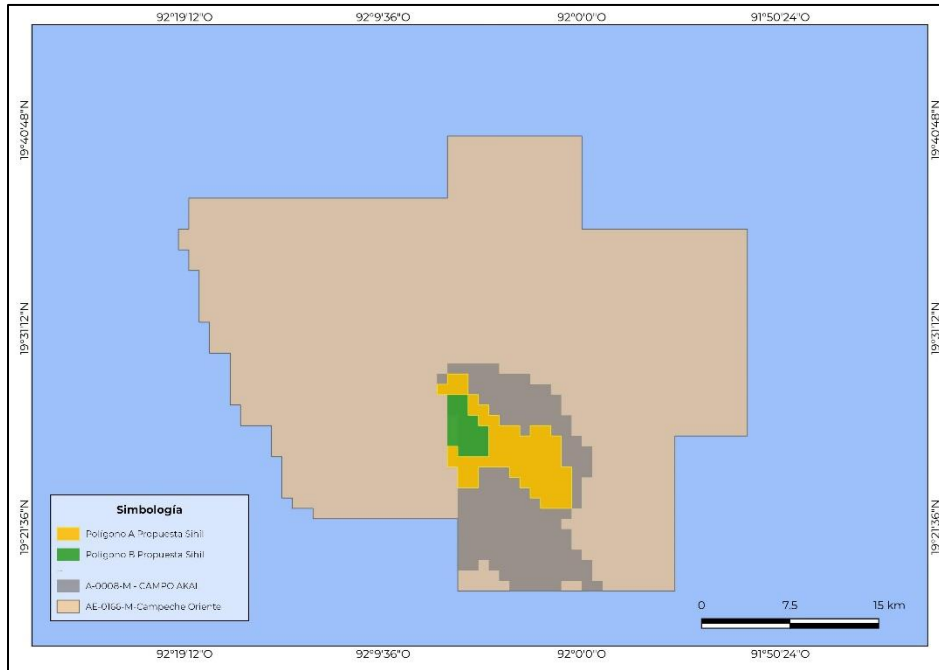 92°19'12"O 92°9'36"O 92°0'0"O 91°50'24"O
19°40'48"N 19°40'48"N
19°31'12"N 19°31'12"N
19°21'36"N 19°21'36"N
Simbología
Polígono A Propuesta Sihil
Polígono B Propuesta Sihil
A-0008-M - CAMPO AKAL
AE-0166-M-Campeche Oriente
0 7.5 15 km
92°19'12"O 92°9'36"O 92°0'0"O 91°50'24"O